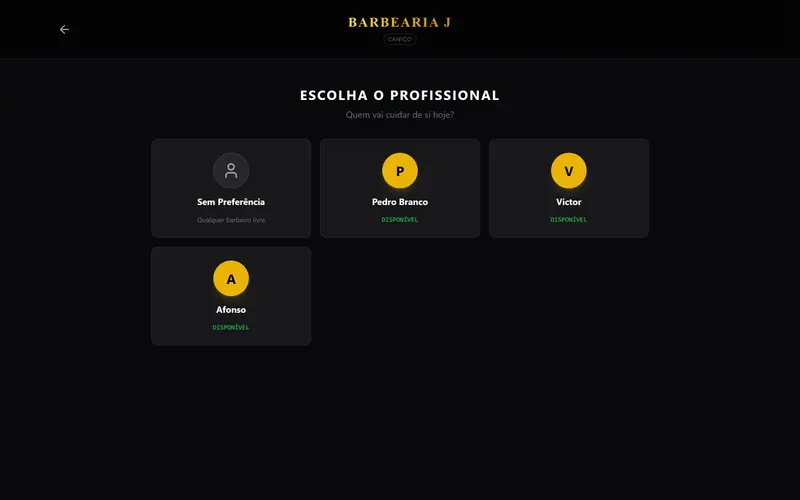 BARBEARIA J
CANIÇO
ESCOLHA O PROFISSIONAL
Quem vai cuidar de si hoje?
Sem Preferência
Qualquer barbeiro livre
P
Pedro Branco
DISPONÍVEL
V
Victor
DISPONÍVEL
A
Afonso
DISPONÍVEL